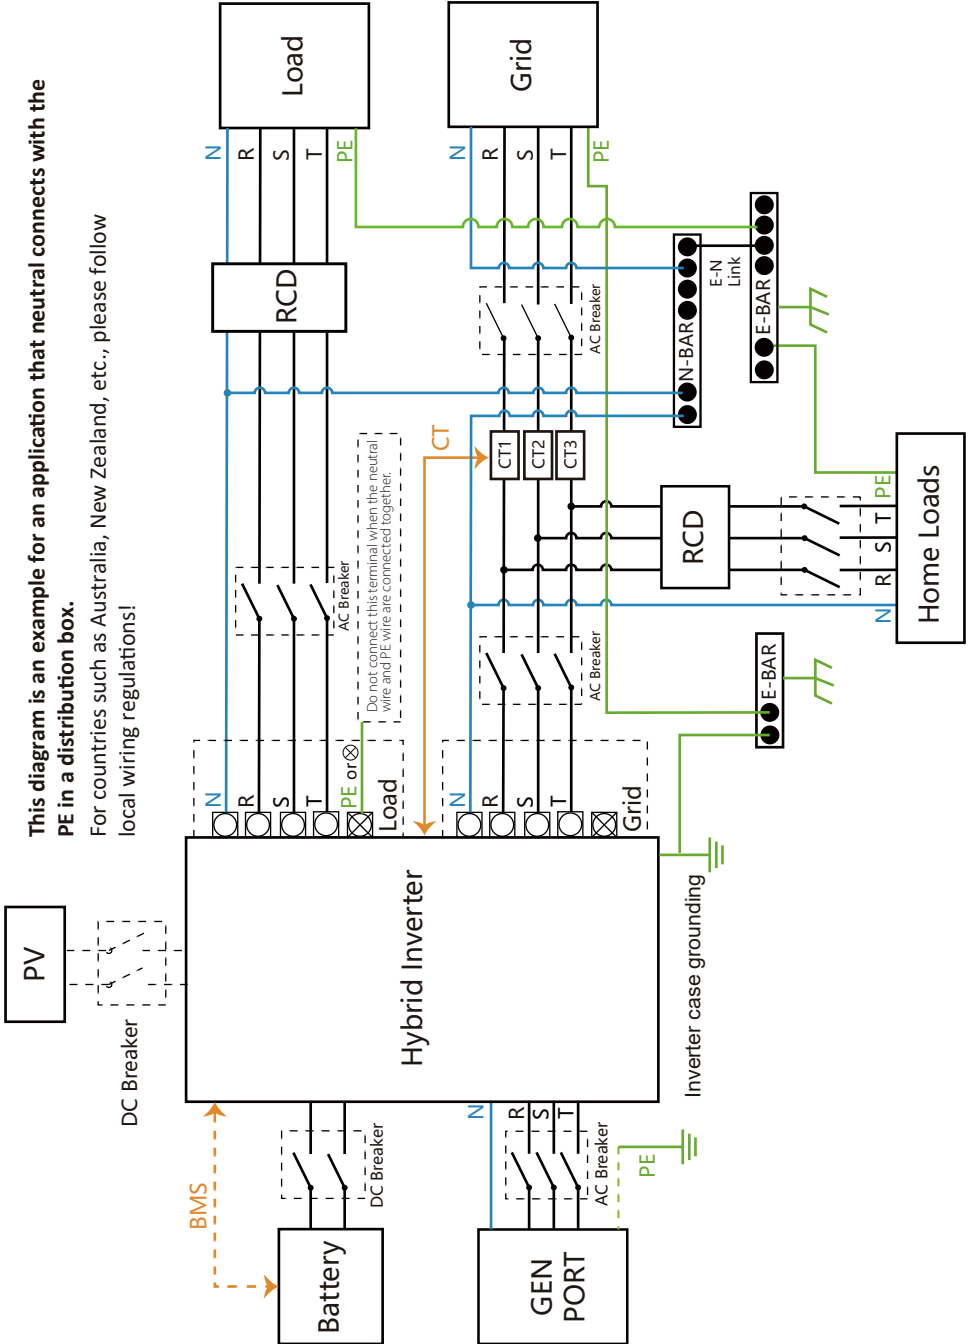 This diagram is an example for an application that neutral connects with the
PE in a distribution box.
For countries such as Australia, New Zealand, etc., please follow
local wiring regulations!
PV
DC Breaker
BMS
Battery
DC Breaker
Hybrid Inverter
GEN
PORT
N
R
S
T
AC Breaker
PE
Inverter case grounding
N
R
S
T
PE or
Load
AC Breaker
Do not connect this terminal when the neutral
wire and PE wire are connected together.
RCD
N
R
S
T
PE
Load
CT
N
R
S
T
Grid
AC Breaker
CT1
CT2
CT3
AC Breaker
N
R
S
T
PE
Grid
N-BAR
E-N
Link
E-BAR
E-BAR
RCD
N
R
S
T
PE
Home Loads